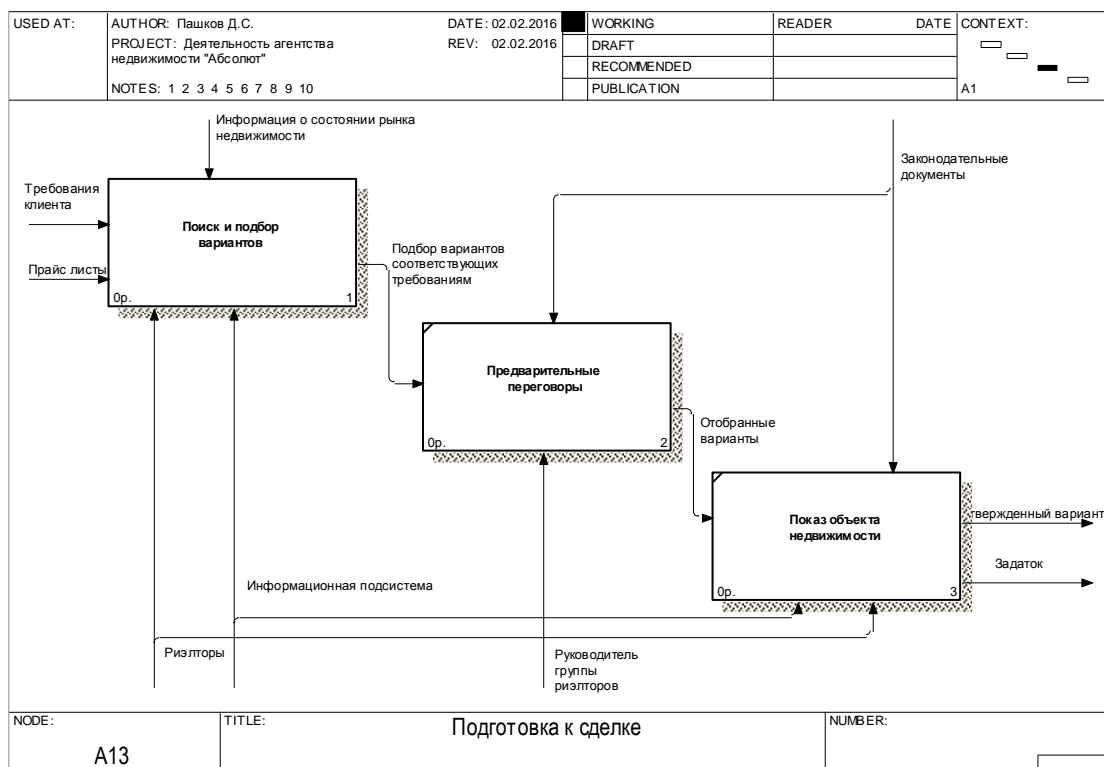 USED AT:
AUTHOR: Пашков Д.С.
DATE: 02.02.2016
PROJECT: Деятельность агентства
недвижимости "Абсолют"
REV: 02.02.2016
NOTES: 1 2 3 4 5 6 7 8 9 10
WORKING
DRAFT
RECOMMENDED
PUBLICATION
READER
DATE
CONTEXT:
A1
Информация о состоянии рынка
недвижимости
Законодательные
документы
Требования
клиента
Прайс листы
Поиск и подбор
вариантов
0р.
1
Подбор вариантов
соответствующих
требованиям
Предварительные
переговоры
0р.
2
Отобранные
варианты
Показ объекта
недвижимости
0р.
3
твержденный вариант
Задаток
Информационная подсистема
Риэлторы
Руководитель
группы
риэлторов
NODE:
A13
TITLE:
Подготовка к сделке
NUMBER: